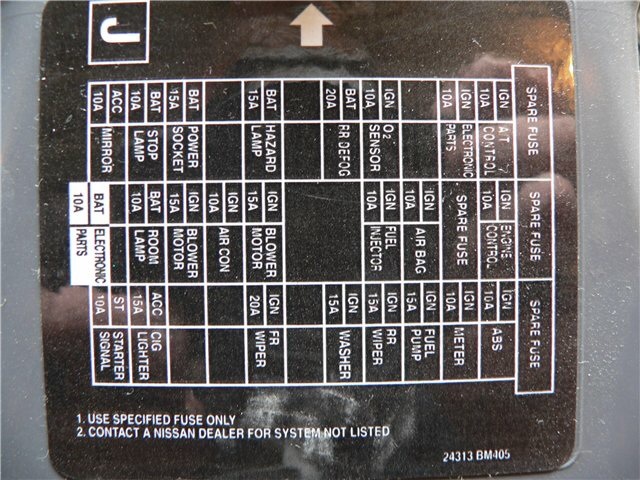 J
SPARE FUSE SPARE FUSE SPARE FUSE
IGN A/T ENGINE IGN IGN ABS
10A CONTROL 10A CONTROL 10A
IGN ELECTRONIC SPARE FUSE IGN METER
10A PARTS 10A
IGN AIR BAG IGN FUEL
10A 15A PUMP
IGN O2 IGN FUEL IGN RR
10A SENSOR 10A INJECTOR 15A WIPER
BAT RR DEFOG IGN WASHER
20A 15A
BAT HAZARD IGN BLOWER IGN FR
15A LAMP 15A MOTOR 20A WIPER
IGN AIR CON
10A
BAT POWER IGN BLOWER
15A SOCKET 15A MOTOR
BAT STOP BAT ROOM ACC CIG
10A LAMP 10A LAMP 15A LIGHTER
ACC MIRROR BAT ELECTRONIC ST STARTER
10A 10A PARTS 10A SIGNAL
1. USE SPECIFIED FUSE ONLY
2. CONTACT A NISSAN DEALER FOR SYSTEM NOT LISTED
24313 BM405